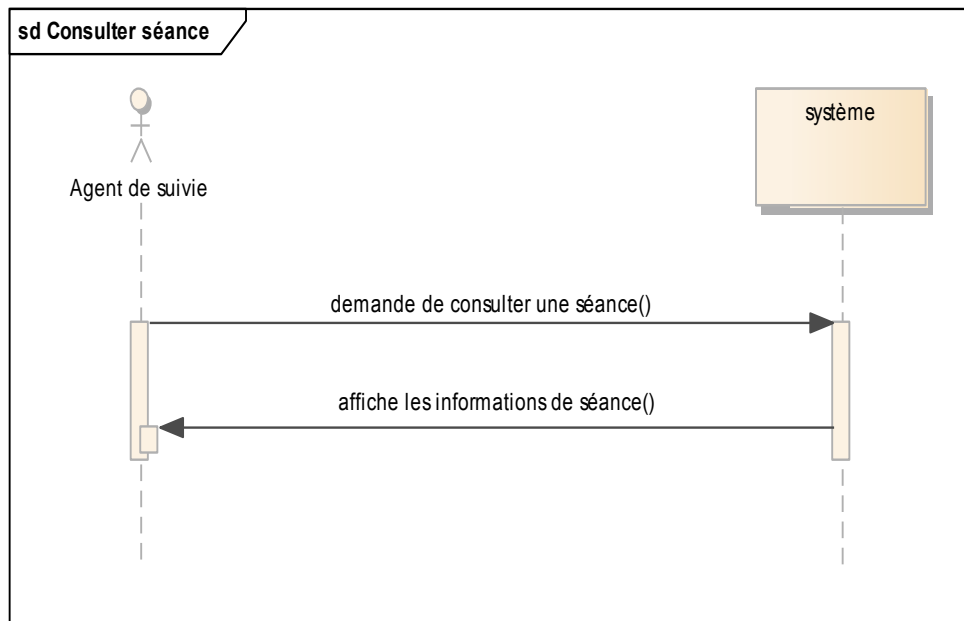 sd Consulter séance
système
Agent de suivie
demande de consulter une séance()
affiche les informations de séance()